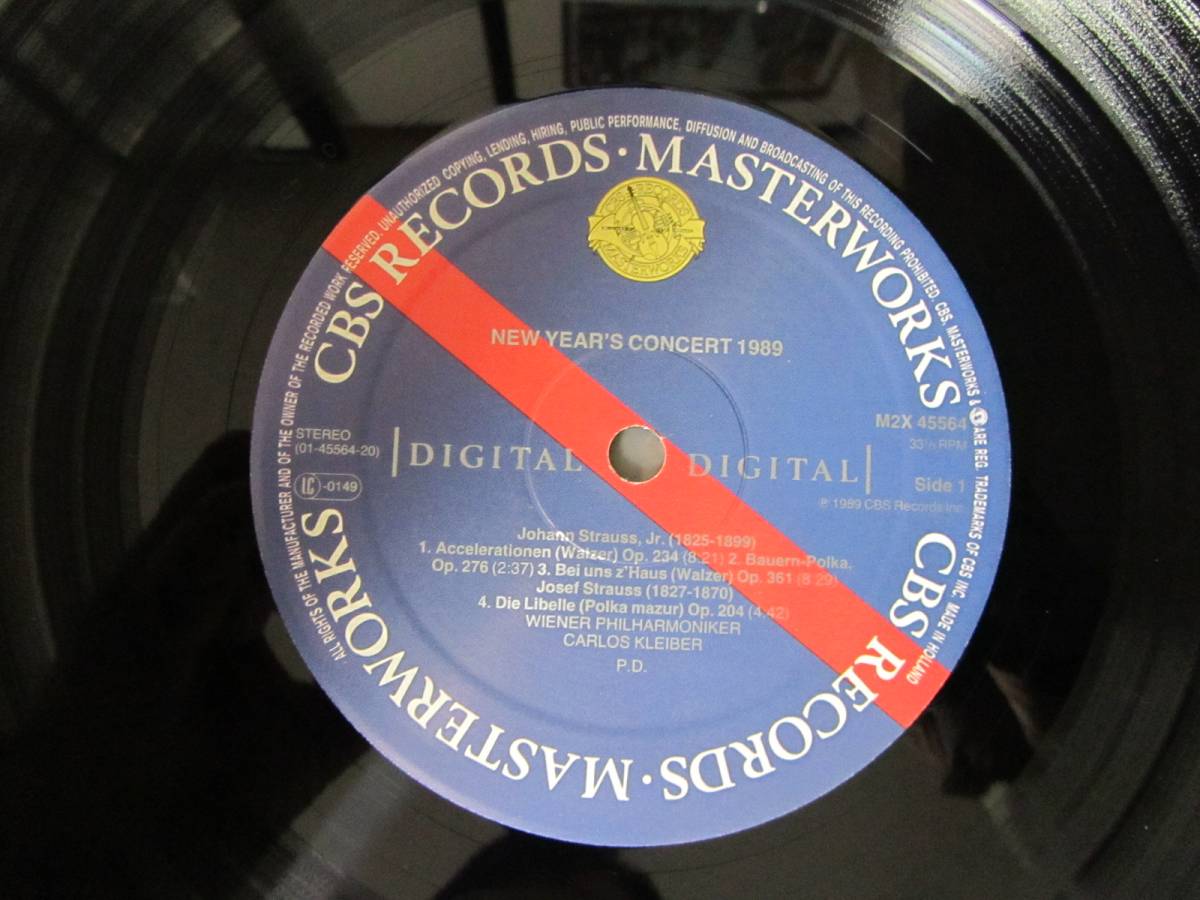 ALL RIGHTS OF THE MANUFACTURER AND OF THE OWNER OF THE RECORDED WORK RESERVED. UNAUTHORIZED COPYING, LENDING, HIRING, PUBLIC PERFORMANCE, DIFFUSION AND BROADCASTING OF THIS RECORDING PROHIBITED. CBS, MASTERWORKS & ARE REG. TRADEMARKS OF CBS INC. MADE IN HOLLAND
CBS RECORDS · MASTERWORKS
CBS RECORDS
MASTERWORKS
NEW YEAR'S CONCERT 1989
M2X 45564
33⅓ RPM
STEREO
(01-45564-20)
DIGITAL DIGITAL
LC -0149
Side 1
℗ 1989 CBS Records Inc.
Johann Strauss, Jr. (1825-1899)
1. Accelerationen (Walzer) Op. 234 (8:21) 2. Bauern-Polka,
Op. 276 (2:37) 3. Bei uns z'Haus (Walzer) Op. 361 (8:29)
Josef Strauss (1827-1870)
4. Die Libelle (Polka mazur) Op. 204 (4:42)
WIENER PHILHARMONIKER
CARLOS KLEIBER
P.D.
CBS RECORDS · MASTERWORKS